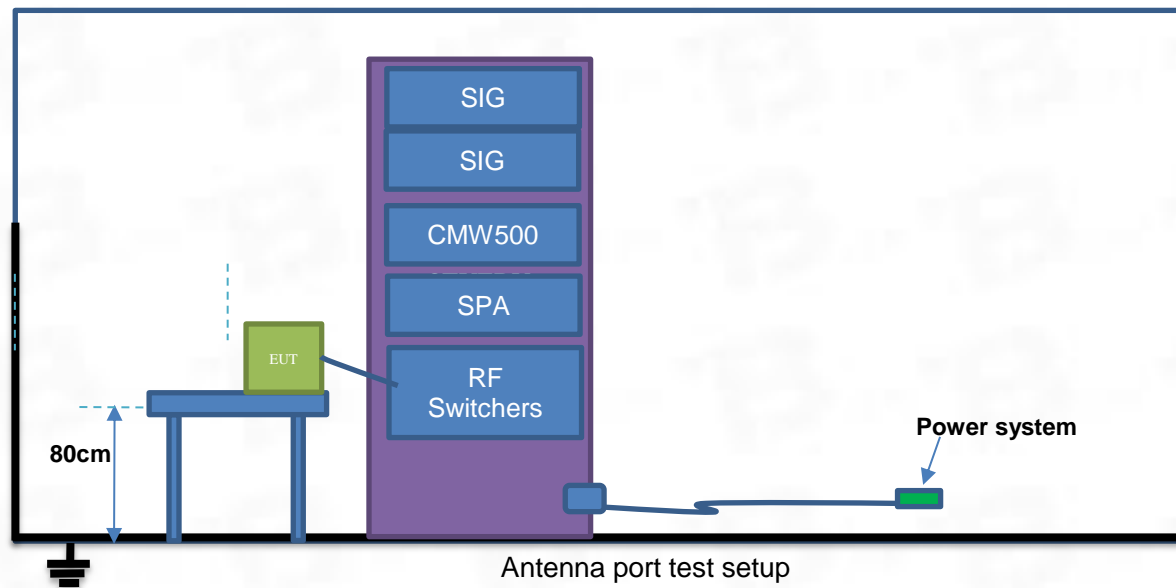 SIG
SIG
CMW500
SPA
EUT
RF
Switchers
80cm
Power system
Antenna port test setup